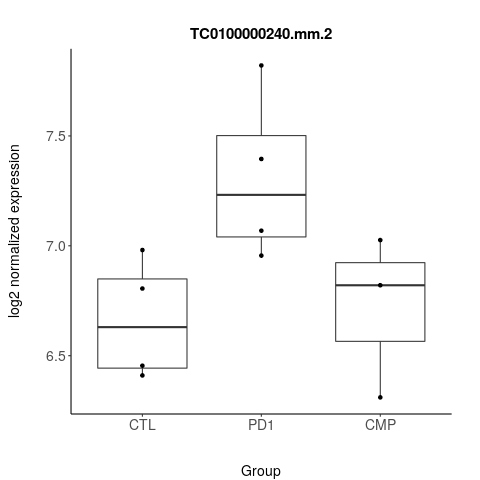 TC0100000240.mm.2
log2 normalized expression
7.5
7.0
6.5
CTL PD1 CMP
Group